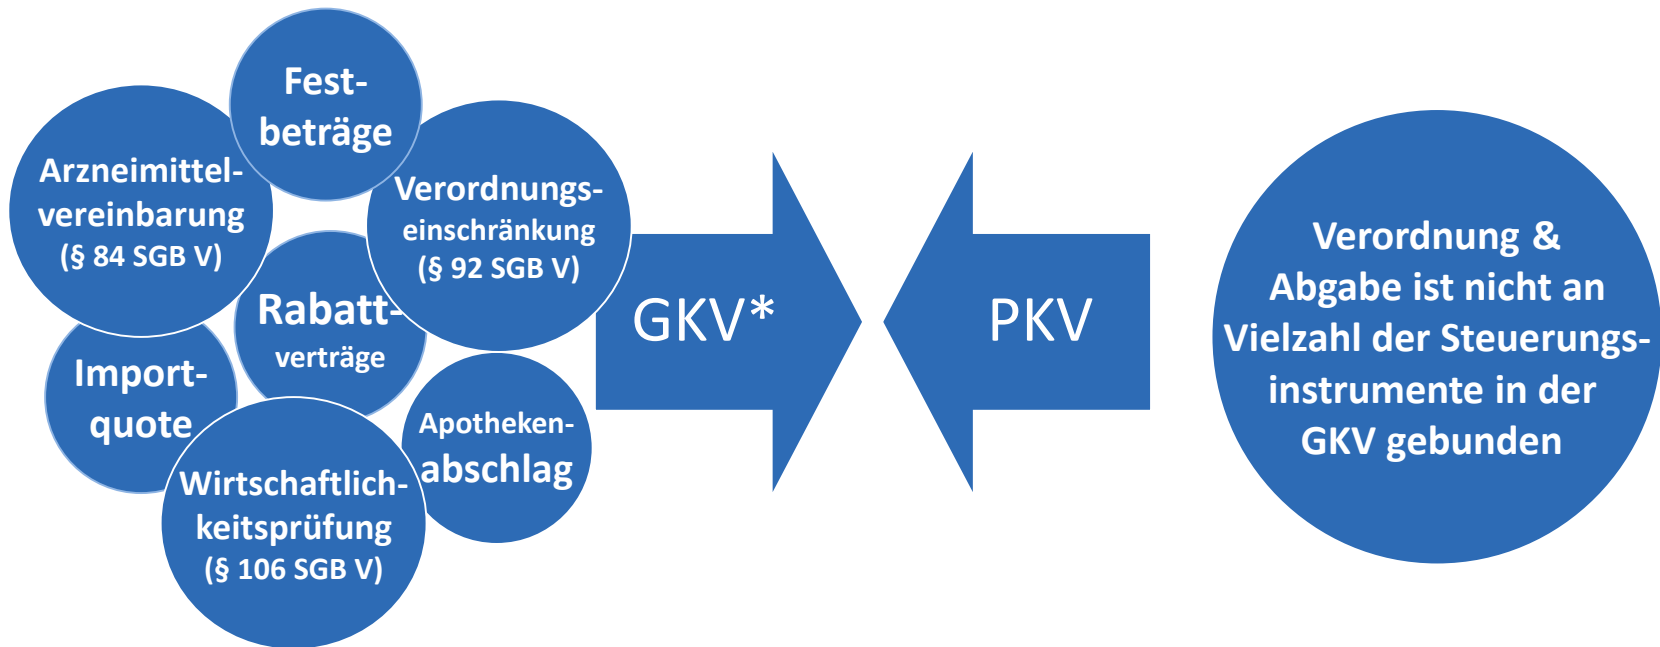 Fest-
beträge
Arzneimittel-
vereinbarung
(§ 84 SGB V)
Verordnungs-
einschränkung
(§ 92 SGB V)
Rabatt-
verträge
Import-
quote
Apotheken-
abschlag
Wirtschaftlich-
keitsprüfung
(§ 106 SGB V)
GKV*
PKV
Verordnung &
Abgabe ist nicht an
Vielzahl der Steuerungs-
instrumente in der
GKV gebunden